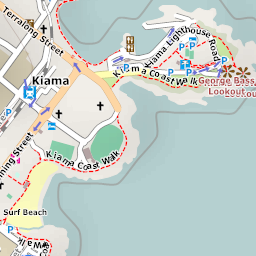 Terralong Street
Kiama Lighthouse Road
Kiama
Kiama Coast Walk
George Bass
Lookout
Kiama Coast Walk
Surf Beach